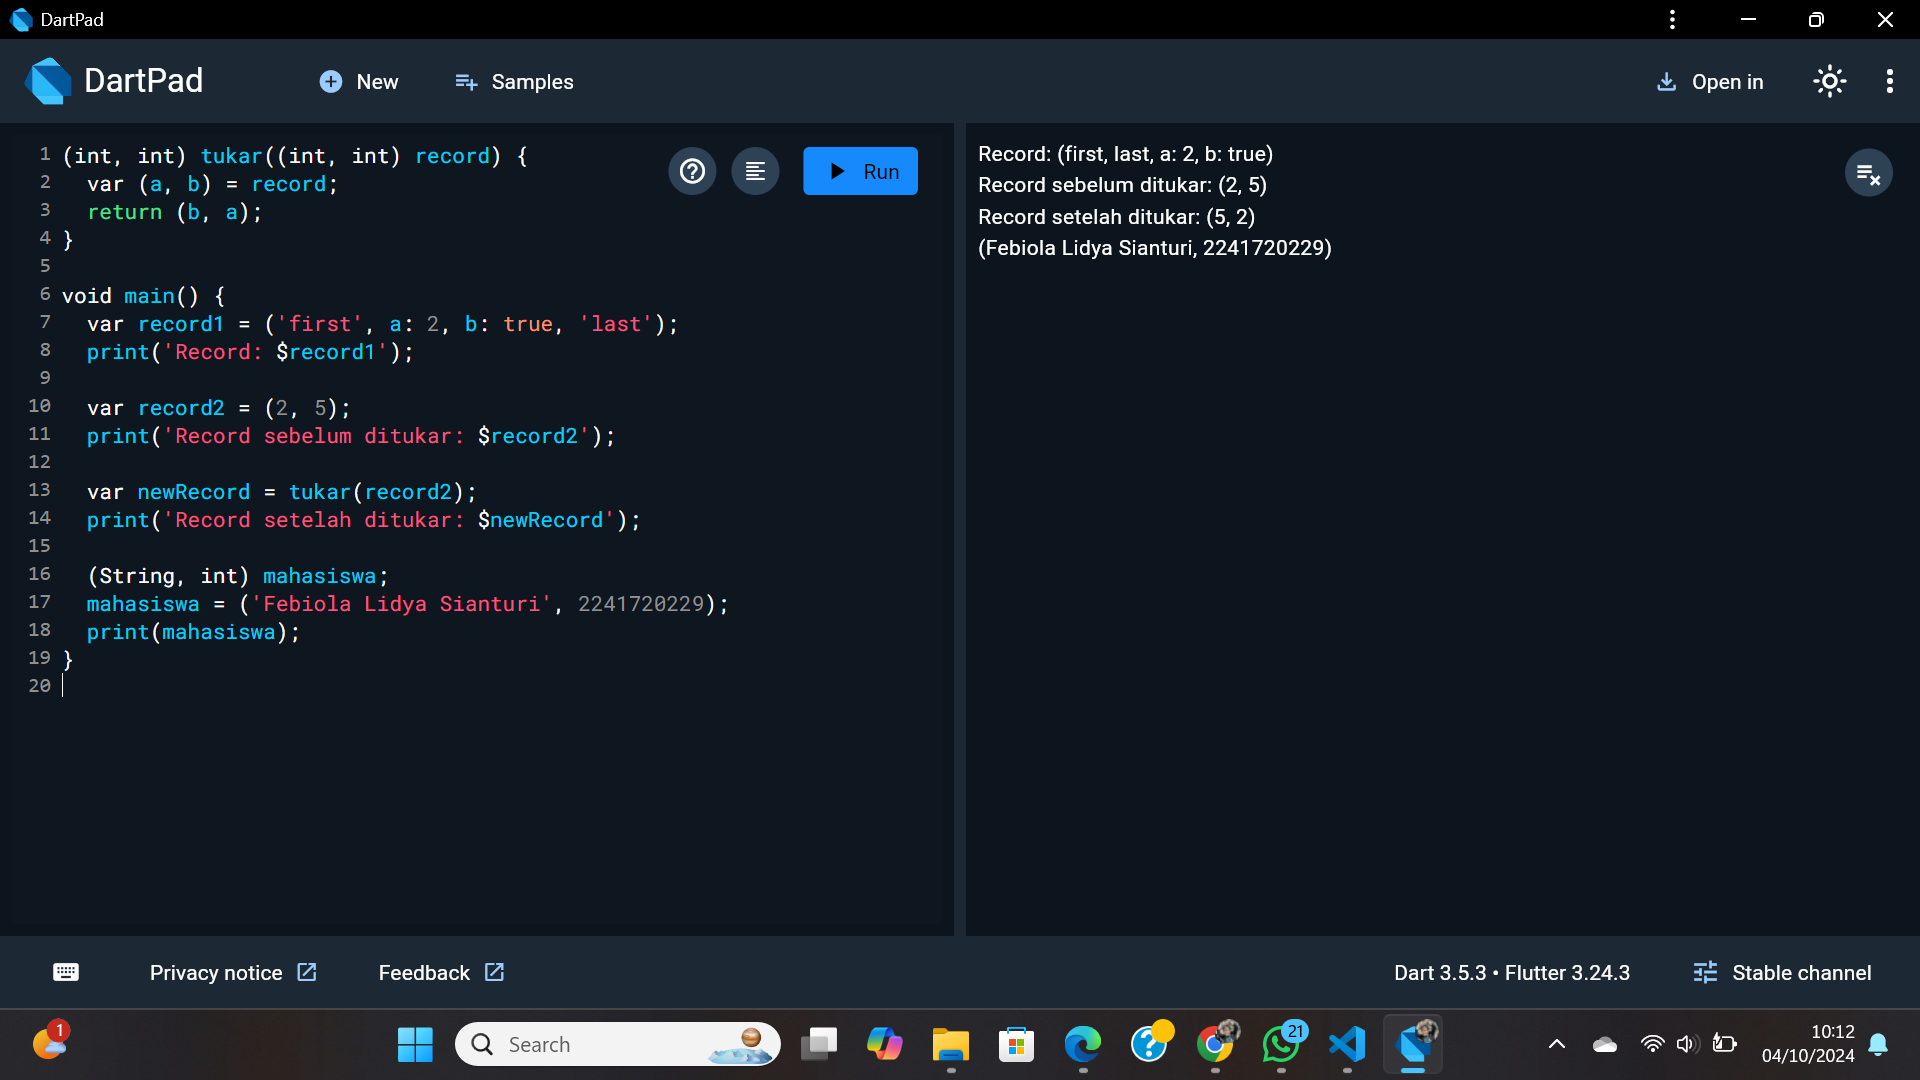 DartPad
DartPad
New
Samples
Open in
1 (int, int) tukar((int, int) record) {
2   var (a, b) = record;
3   return (b, a);
4 }
5
6 void main() {
7   var record1 = ('first', a: 2, b: true, 'last');
8   print('Record: $record1');
9
10   var record2 = (2, 5);
11   print('Record sebelum ditukar: $record2');
12
13   var newRecord = tukar(record2);
14   print('Record setelah ditukar: $newRecord');
15
16   (String, int) mahasiswa;
17   mahasiswa = ('Febiola Lidya Sianturi', 2241720229);
18   print(mahasiswa);
19 }
20
Run
Record: (first, last, a: 2, b: true)
Record sebelum ditukar: (2, 5)
Record setelah ditukar: (5, 2)
(Febiola Lidya Sianturi, 2241720229)
Privacy notice
Feedback
Dart 3.5.3 • Flutter 3.24.3
Stable channel
1
Search
21
10:12
04/10/2024